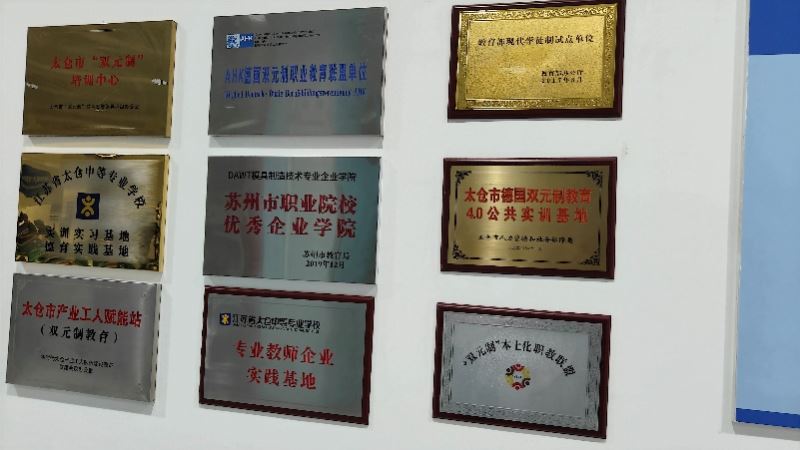 太仓市“双元制”
培训中心
AHK德国双元制职业教育联盟单位
教育部现代学徒制试点单位
江苏省太仓中等专业学校
实训实习基地
德育实践基地
DAWT模具制造技术专业企业学院
苏州市职业院校
优秀企业学院
苏州市教育局
2019年12月
太仓市德国双元制教育
4.0公共实训基地
太仓市产业工人赋能站
（双元制教育）
江苏省太仓中等专业学校
专业教师企业
实践基地
“双元制”本土化职教联盟